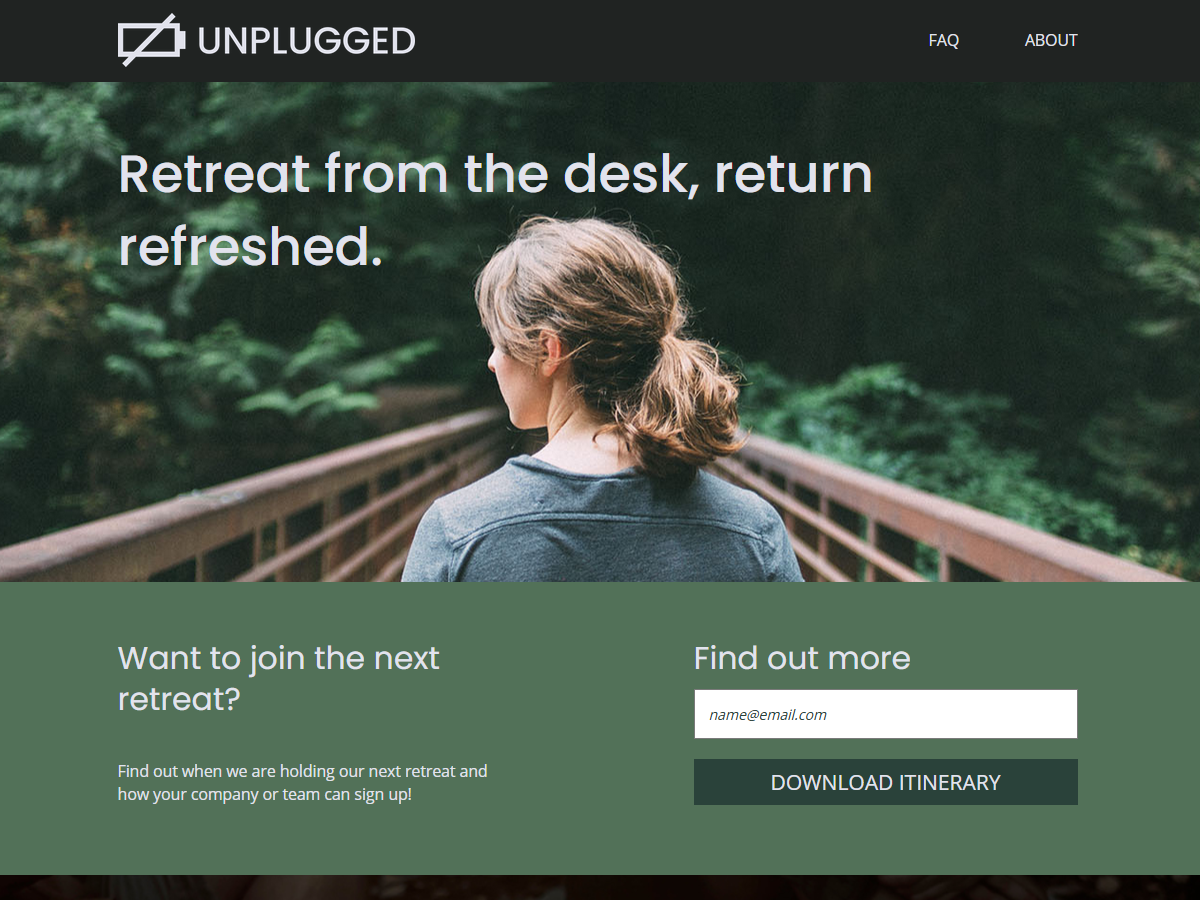 UNPLUGGED
FAQ
ABOUT
Retreat from the desk, return
refreshed.
Want to join the next
retreat?
Find out when we are holding our next retreat and
how your company or team can sign up!
Find out more
name@email.com
DOWNLOAD ITINERARY